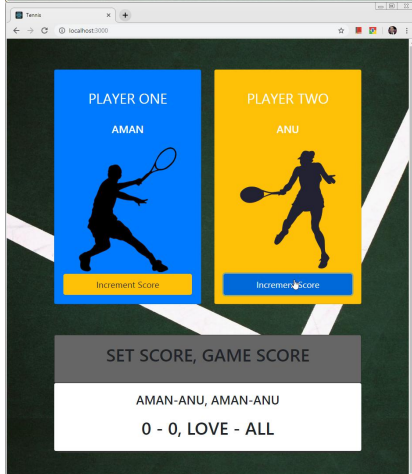 Tennis
localhost:3000
PLAYER ONE
AMAN
Increment Score
PLAYER TWO
ANU
Increment Score
SET SCORE, GAME SCORE
AMAN-ANU, AMAN-ANU
0 - 0, LOVE - ALL